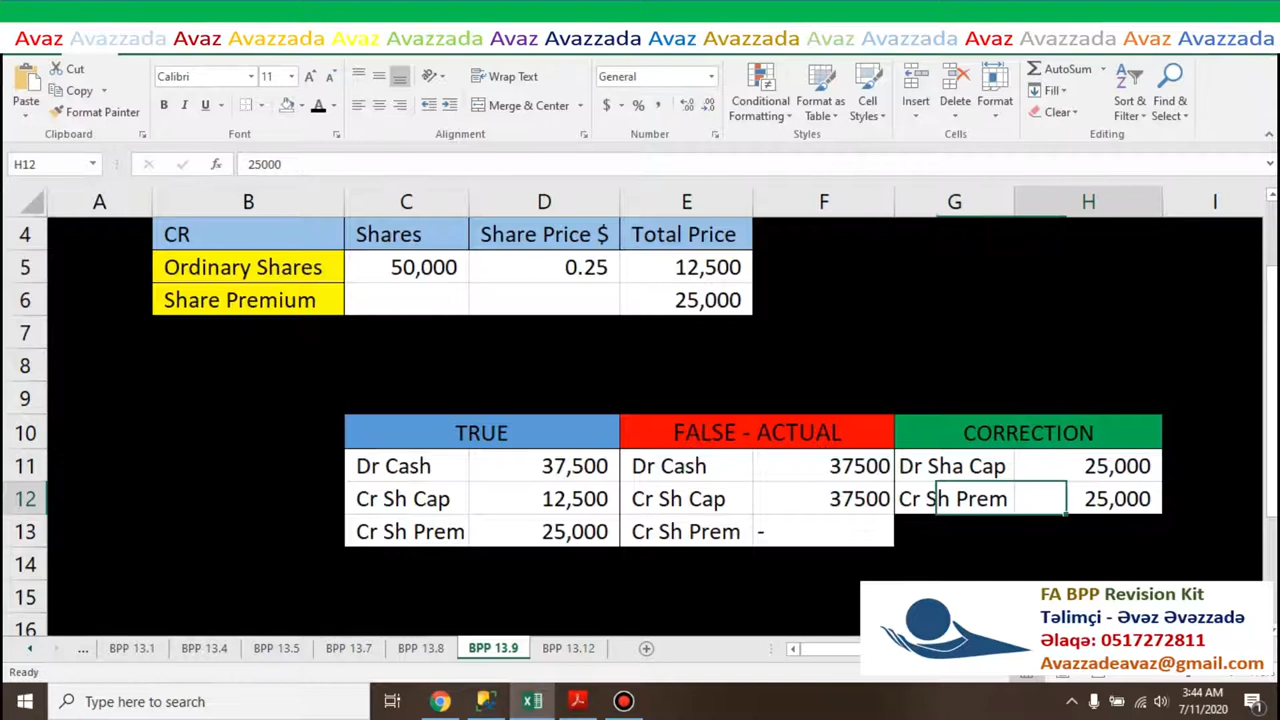 Avaz Avazzada Avaz Avazzada Avaz Avazzada Avaz Avazzada Avaz Avazzada Avaz Avazzada Avaz Avazzada Avaz Avazzada
Paste
Cut
Copy
Format Painter
Clipboard
Calibri
11
B I U
Font
Wrap Text
Merge & Center
Alignment
General
$ % ,
Number
Conditional Formatting
Format as Table
Cell Styles
Styles
Insert
Delete
Format
Cells
AutoSum
Fill
Clear
Sort & Filter
Find & Select
Editing
H12
fx
25000
A B C D E F G H I
4 CR Shares Share Price $ Total Price
5 Ordinary Shares 50,000 0.25 12,500
6 Share Premium 25,000
7
8
9
10 TRUE FALSE - ACTUAL CORRECTION
11 Dr Cash 37,500 Dr Cash 37500 Dr Sha Cap 25,000
12 Cr Sh Cap 12,500 Cr Sh Cap 37500 Cr Sh Prem 25,000
13 Cr Sh Prem 25,000 Cr Sh Prem -
14
15
16
FA BPP Revision Kit
Təlimçi - Əvəz Əvəzzadə
Əlaqə: 0517272811
Avazzadeavaz@gmail.com
... BPP 13.1 BPP 13.4 BPP 13.5 BPP 13.7 BPP 13.8 BPP 13.9 BPP 13.12
Ready
Type here to search
3:44 AM
7/11/2020
1